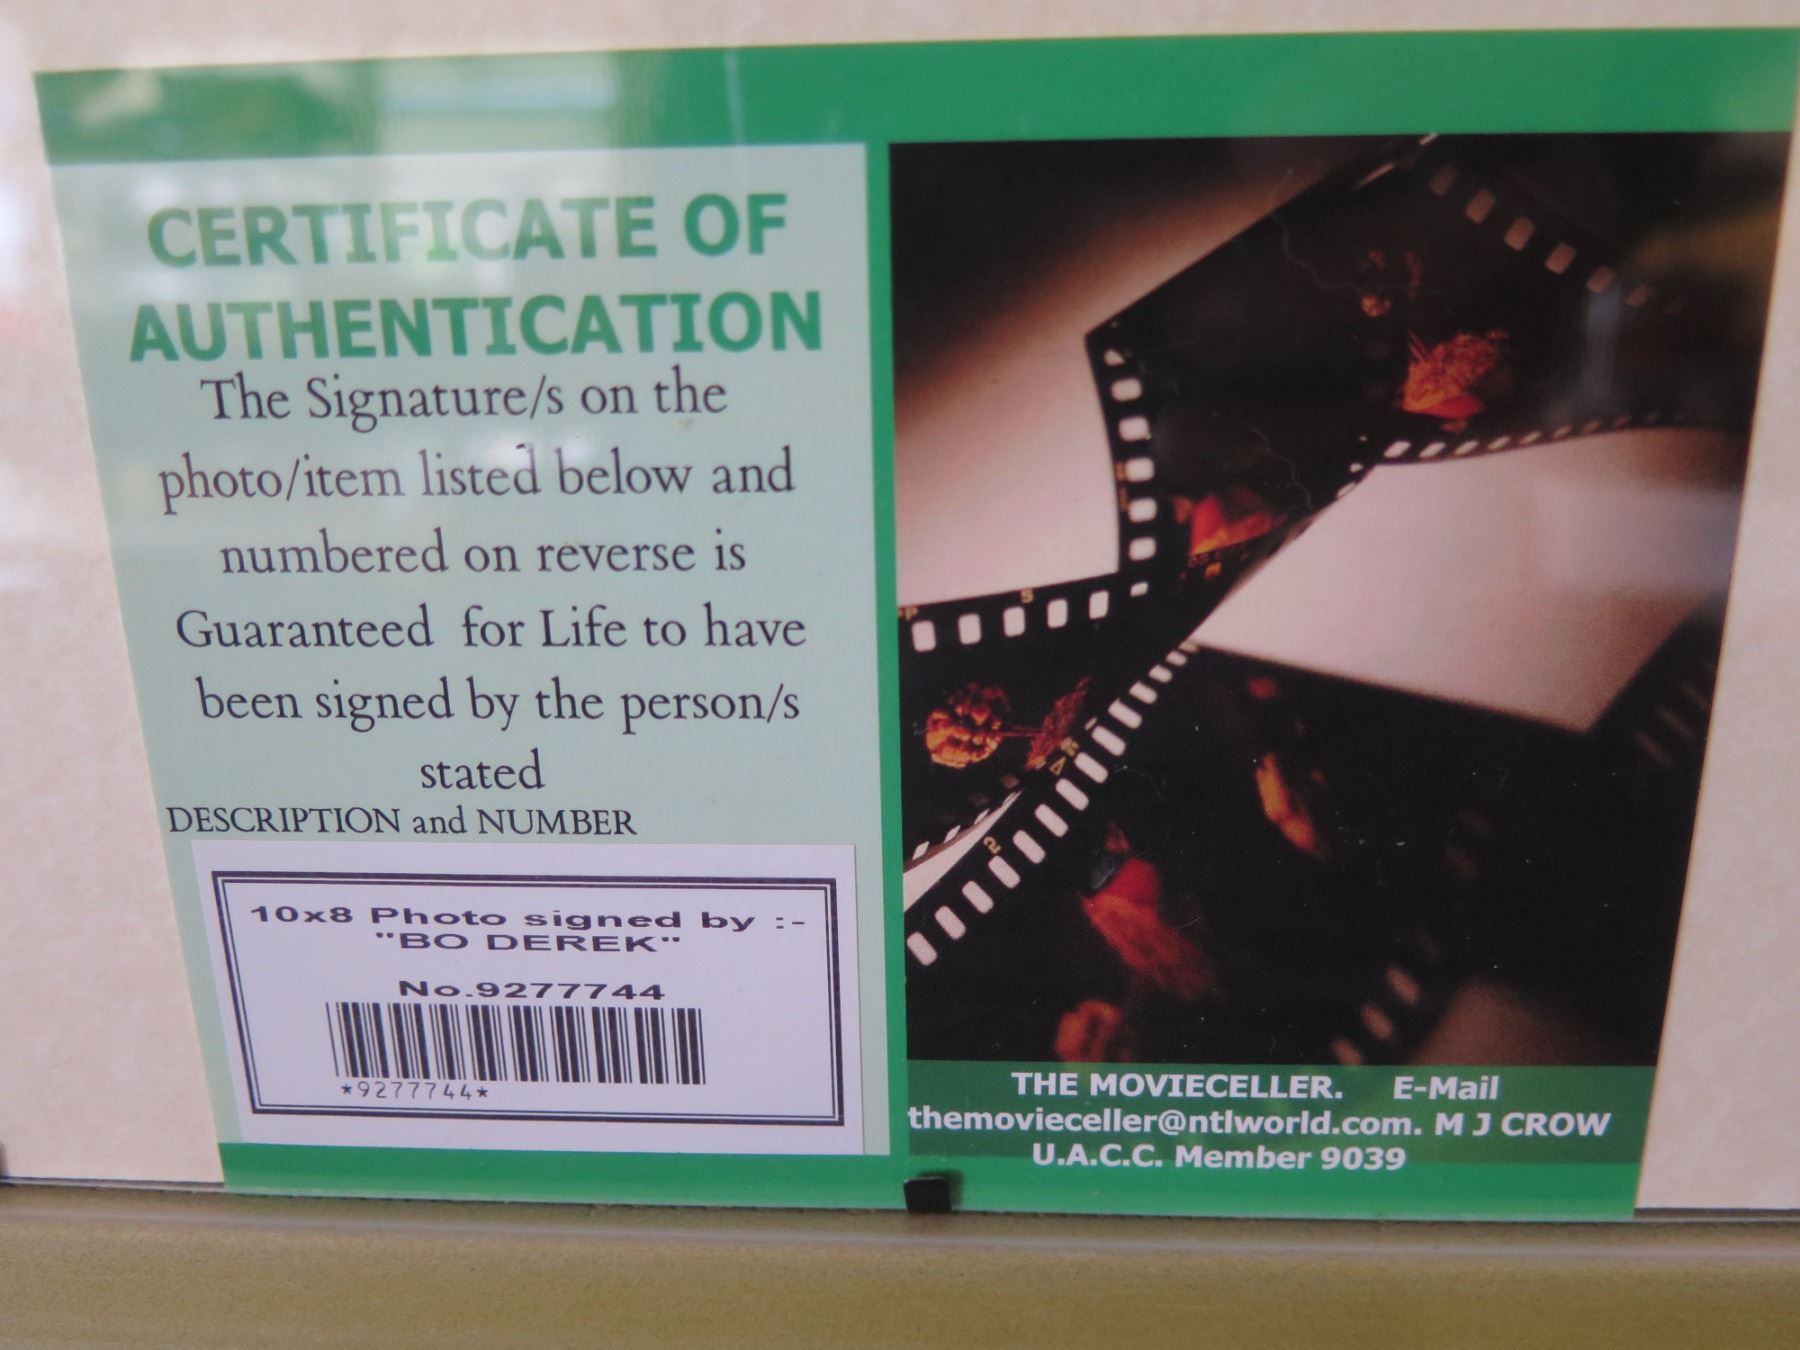 CERTIFICATE OF
AUTHENTICATION
The Signature/s on the
photo/item listed below and
numbered on reverse is
Guaranteed for Life to have
been signed by the person/s
stated
DESCRIPTION and NUMBER
10x8 Photo signed by :-
"BO DEREK"
No.9277744
*9277744*
S
2
THE MOVIECELLER. E-Mail
themovieceller@ntlworld.com. M J CROW
U.A.C.C. Member 9039